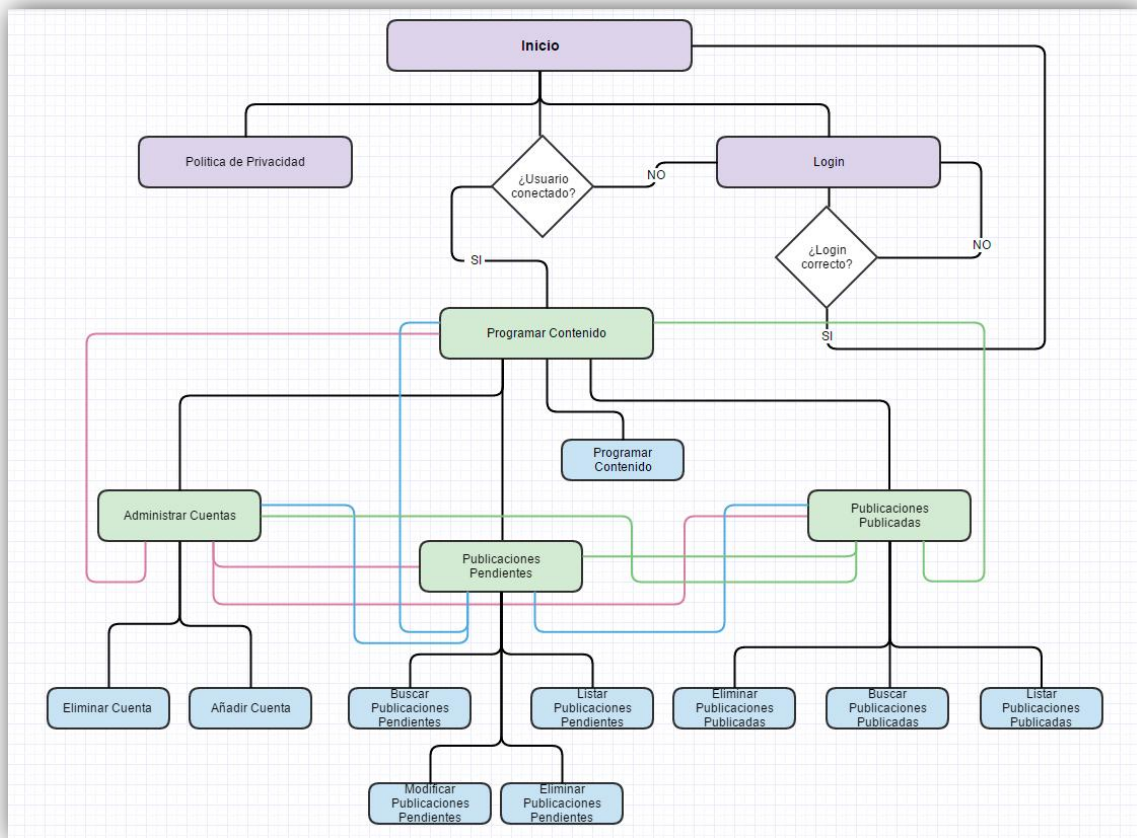 Inicio
Politica de Privacidad
¿Usuario
conectado?
NO
Login
SI
¿Login
correcto?
NO
SI
Programar Contenido
Programar
Contenido
Administrar Cuentas
Publicaciones
Pendientes
Publicaciones
Publicadas
Eliminar Cuenta
Añadir Cuenta
Buscar
Publicaciones
Pendientes
Listar
Publicaciones
Pendientes
Eliminar
Publicaciones
Publicadas
Buscar
Publicaciones
Publicadas
Listar
Publicaciones
Publicadas
Modificar
Publicaciones
Pendientes
Eliminar
Publicaciones
Pendientes